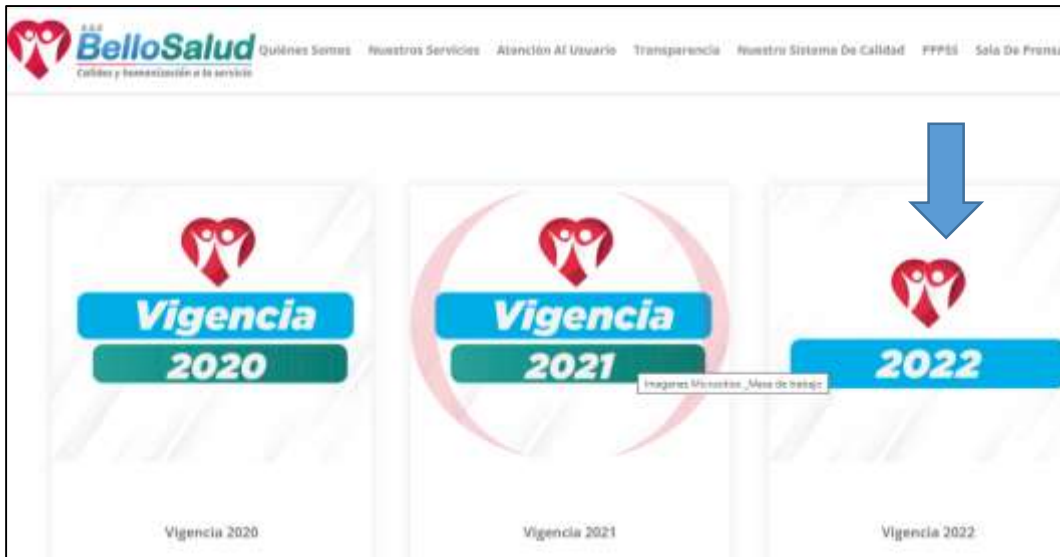 E.S.E
BelloSalud
Calidez y humanización a tu servicio
Quiénes Somos Nuestros Servicios Atención Al Usuario Transparencia Nuestro Sistema De Calidad PPPSS Sala De Prensa
Vigencia
2020
Vigencia
2021
2022
Imagenes Micrositios _Mesa de trabajo
Vigencia 2020 Vigencia 2021 Vigencia 2022